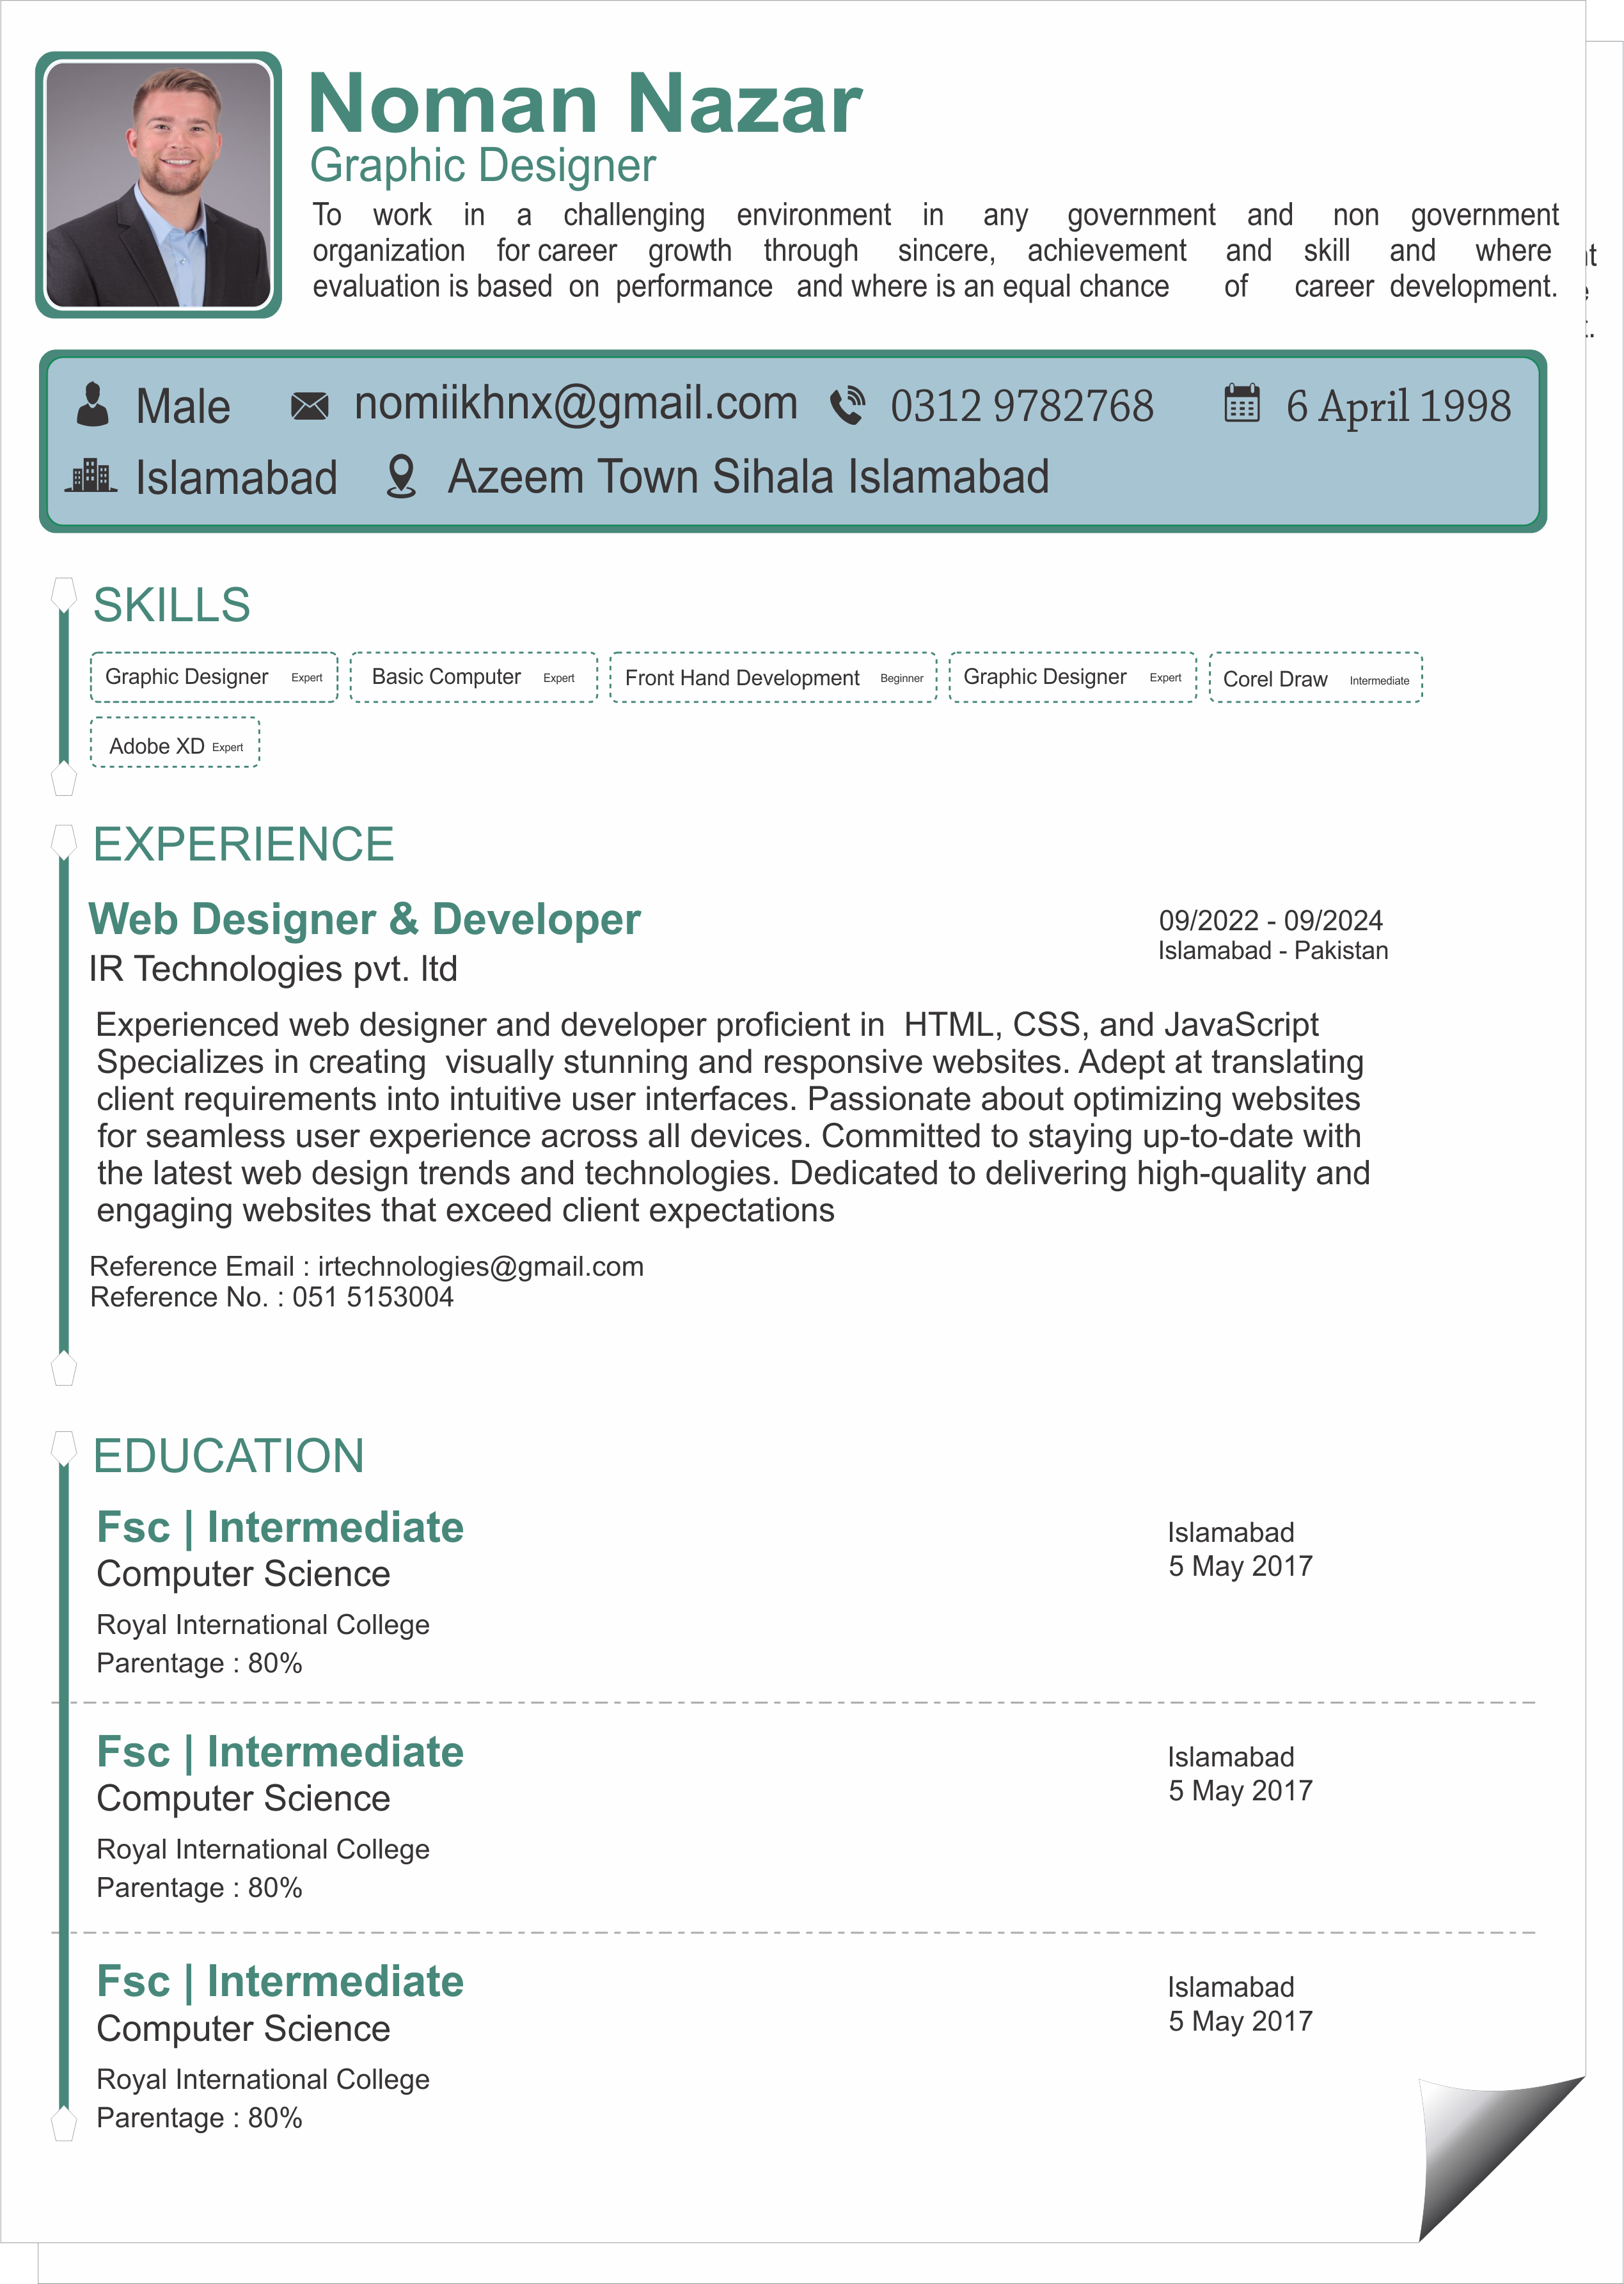 Noman Nazar
Graphic Designer
To work in a challenging environment in any government and non government
organization for career growth through sincere, achievement and skill and where
evaluation is based on performance and where is an equal chance of career development.
Male nomiikhnx@gmail.com 0312 9782768 6 April 1998
Islamabad Azeem Town Sihala Islamabad
SKILLS
Graphic Designer Expert Basic Computer Expert Front Hand Development Beginner Graphic Designer Expert Corel Draw Intermediate
Adobe XD Expert
EXPERIENCE
Web Designer & Developer
09/2022 - 09/2024
Islamabad - Pakistan
IR Technologies pvt. ltd
Experienced web designer and developer proficient in HTML, CSS, and JavaScript
Specializes in creating visually stunning and responsive websites. Adept at translating
client requirements into intuitive user interfaces. Passionate about optimizing websites
for seamless user experience across all devices. Committed to staying up-to-date with
the latest web design trends and technologies. Dedicated to delivering high-quality and
engaging websites that exceed client expectations
Reference Email : irtechnologies@gmail.com
Reference No. : 051 5153004
EDUCATION
Fsc | Intermediate
Islamabad
Computer Science
5 May 2017
Royal International College
Parentage : 80%
Fsc | Intermediate
Islamabad
Computer Science
5 May 2017
Royal International College
Parentage : 80%
Fsc | Intermediate
Islamabad
Computer Science
5 May 2017
Royal International College
Parentage : 80%